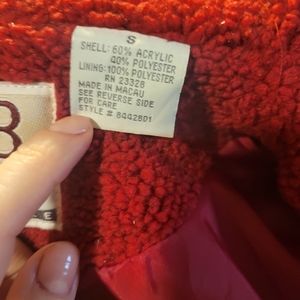 S
SHELL: 60% ACRYLIC
40% POLYESTER
LINING: 100% POLYESTER
RN 23328
MADE IN MACAU
SEE REVERSE SIDE
FOR CARE
STYLE # 8442801
B
E